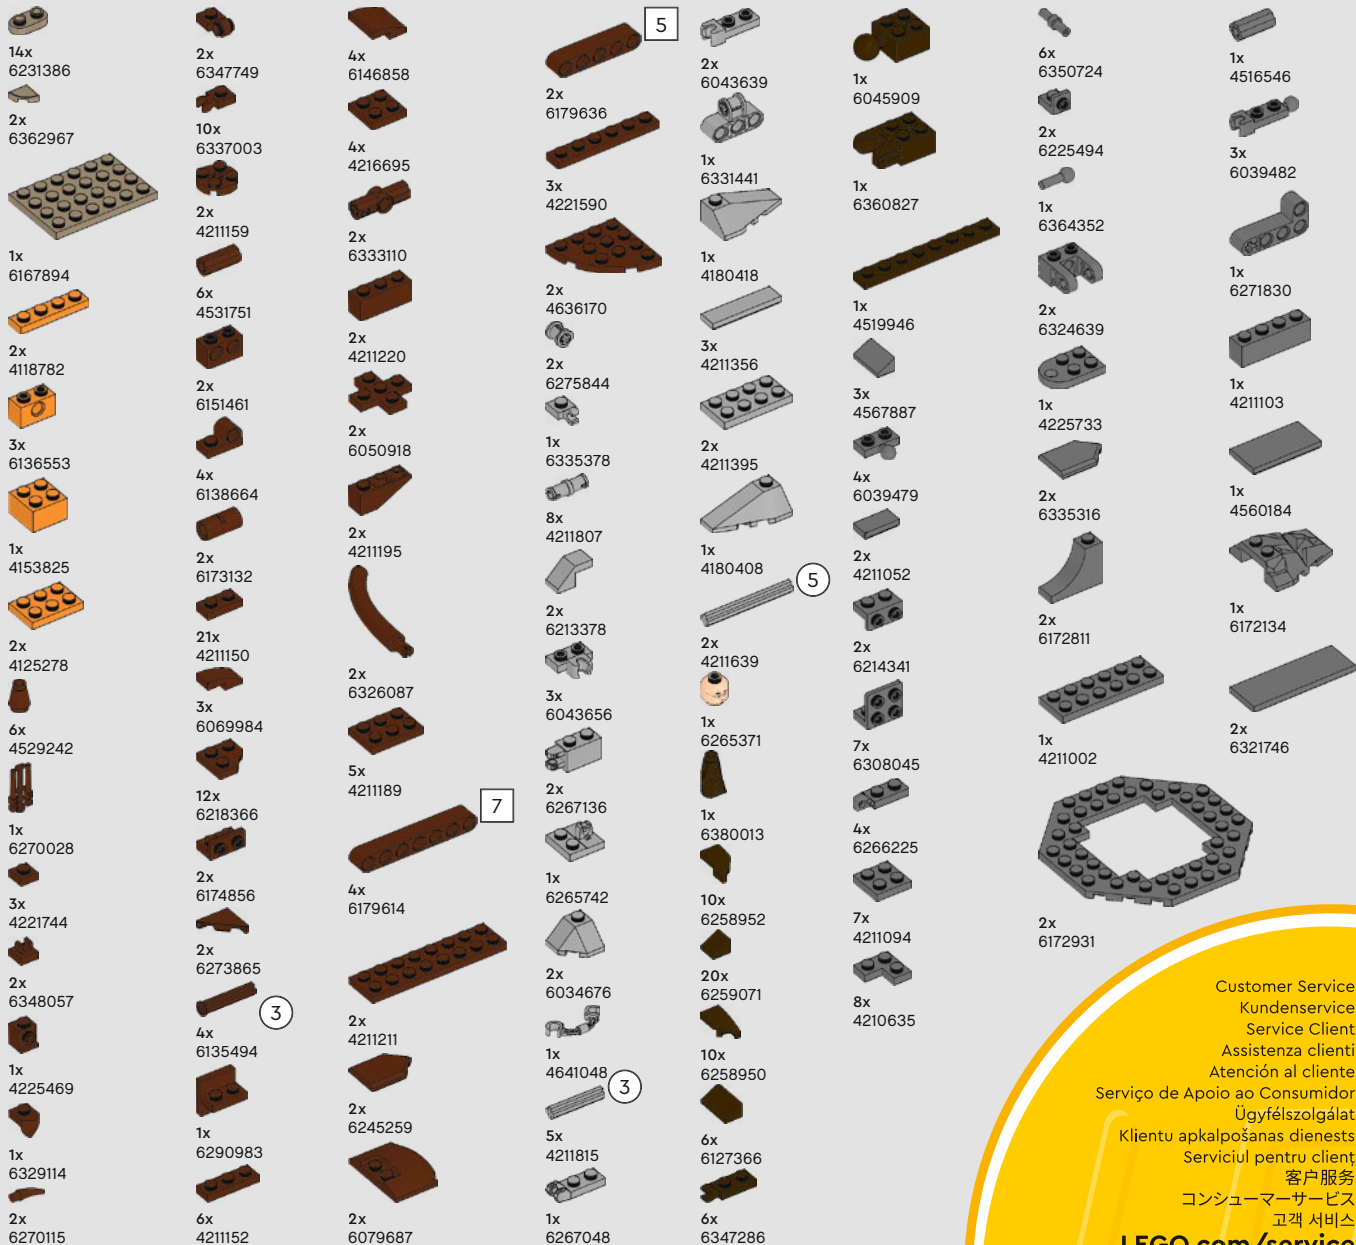 14x
6231386
2x
6362967
1x
6167894
2x
4118782
3x
6136553
1x
4153825
2x
4125278
6x
4529242
1x
6270028
3x
4221744
2x
6348057
1x
4225469
1x
6329114
2x
6270115
2x
6347749
10x
6337003
2x
4211159
6x
4531751
2x
6151461
4x
6138664
2x
6173132
21x
4211150
3x
6069984
12x
6218366
2x
6174856
2x
6273865
3
4x
6135494
1x
6290983
6x
4211152
4x
6146858
4x
4216695
2x
6333110
2x
4211220
2x
6050918
2x
4211195
2x
6326087
5x
4211189
7
4x
6179614
2x
4211211
2x
6245259
2x
6079687
5
2x
6179636
3x
4221590
2x
4636170
2x
6275844
1x
6335378
8x
4211807
2x
6213378
3x
6043656
2x
6267136
1x
6265742
2x
6034676
1x
4641048
3
5x
4211815
1x
6267048
2x
6043639
1x
6331441
1x
4180418
3x
4211356
2x
4211395
1x
4180408
5
2x
4211639
1x
6265371
1x
6380013
10x
6258952
20x
6259071
10x
6258950
6x
6127366
6x
6347286
1x
6045909
1x
6360827
1x
4519946
3x
4567887
4x
6039479
2x
4211052
2x
6214341
7x
6308045
4x
6266225
7x
4211094
8x
4210635
6x
6350724
2x
6225494
1x
6364352
2x
6324639
1x
4225733
2x
6335316
2x
6172811
1x
4211002
2x
6172931
1x
4516546
3x
6039482
1x
6271830
1x
4211103
1x
4560184
1x
6172134
2x
6321746
Customer Service
Kundenservice
Service Client
Assistenza clienti
Atención al cliente
Serviço de Apoio ao Consumidor
Ügyfélszolgálat
Klientu apkalpošanas dienests
Serviciul pentru clienț
客户服务
コンシューマーサービス
고객 서비스
LEGO.com/service